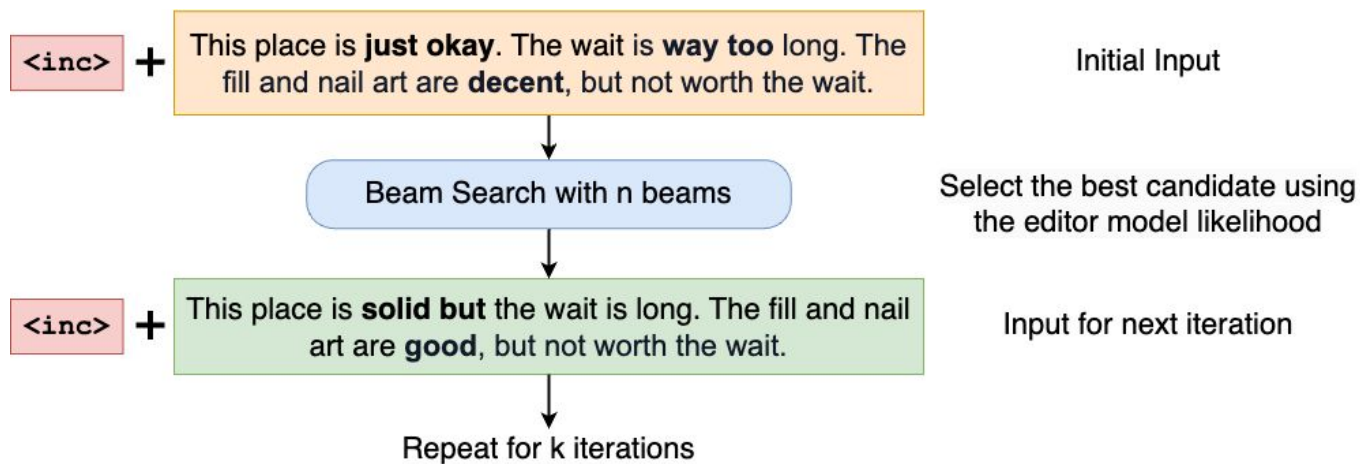 <inc> + This place is just okay. The wait is way too long. The
fill and nail art are decent, but not worth the wait.
Initial Input
Beam Search with n beams
Select the best candidate using
the editor model likelihood
<inc> + This place is solid but the wait is long. The fill and nail
art are good, but not worth the wait.
Input for next iteration
Repeat for k iterations